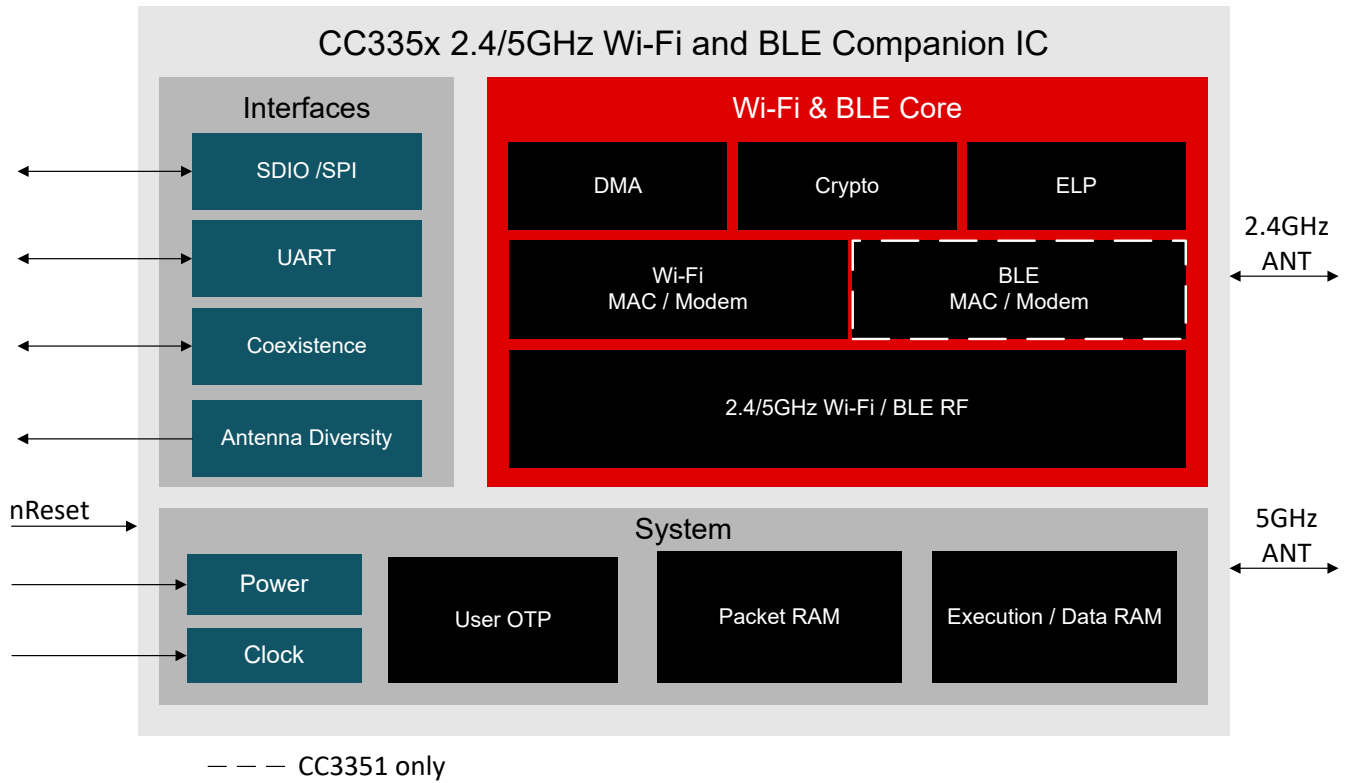 CC335x 2.4/5GHz Wi-Fi and BLE Companion IC
Interfaces
SDIO /SPI
UART
Coexistence
Antenna Diversity
Wi-Fi & BLE Core
DMA
Crypto
ELP
Wi-Fi
MAC / Modem
BLE
MAC / Modem
2.4/5GHz Wi-Fi / BLE RF
2.4GHz
ANT
nReset
5GHz
ANT
System
Power
Clock
User OTP
Packet RAM
Execution / Data RAM
CC3351 only